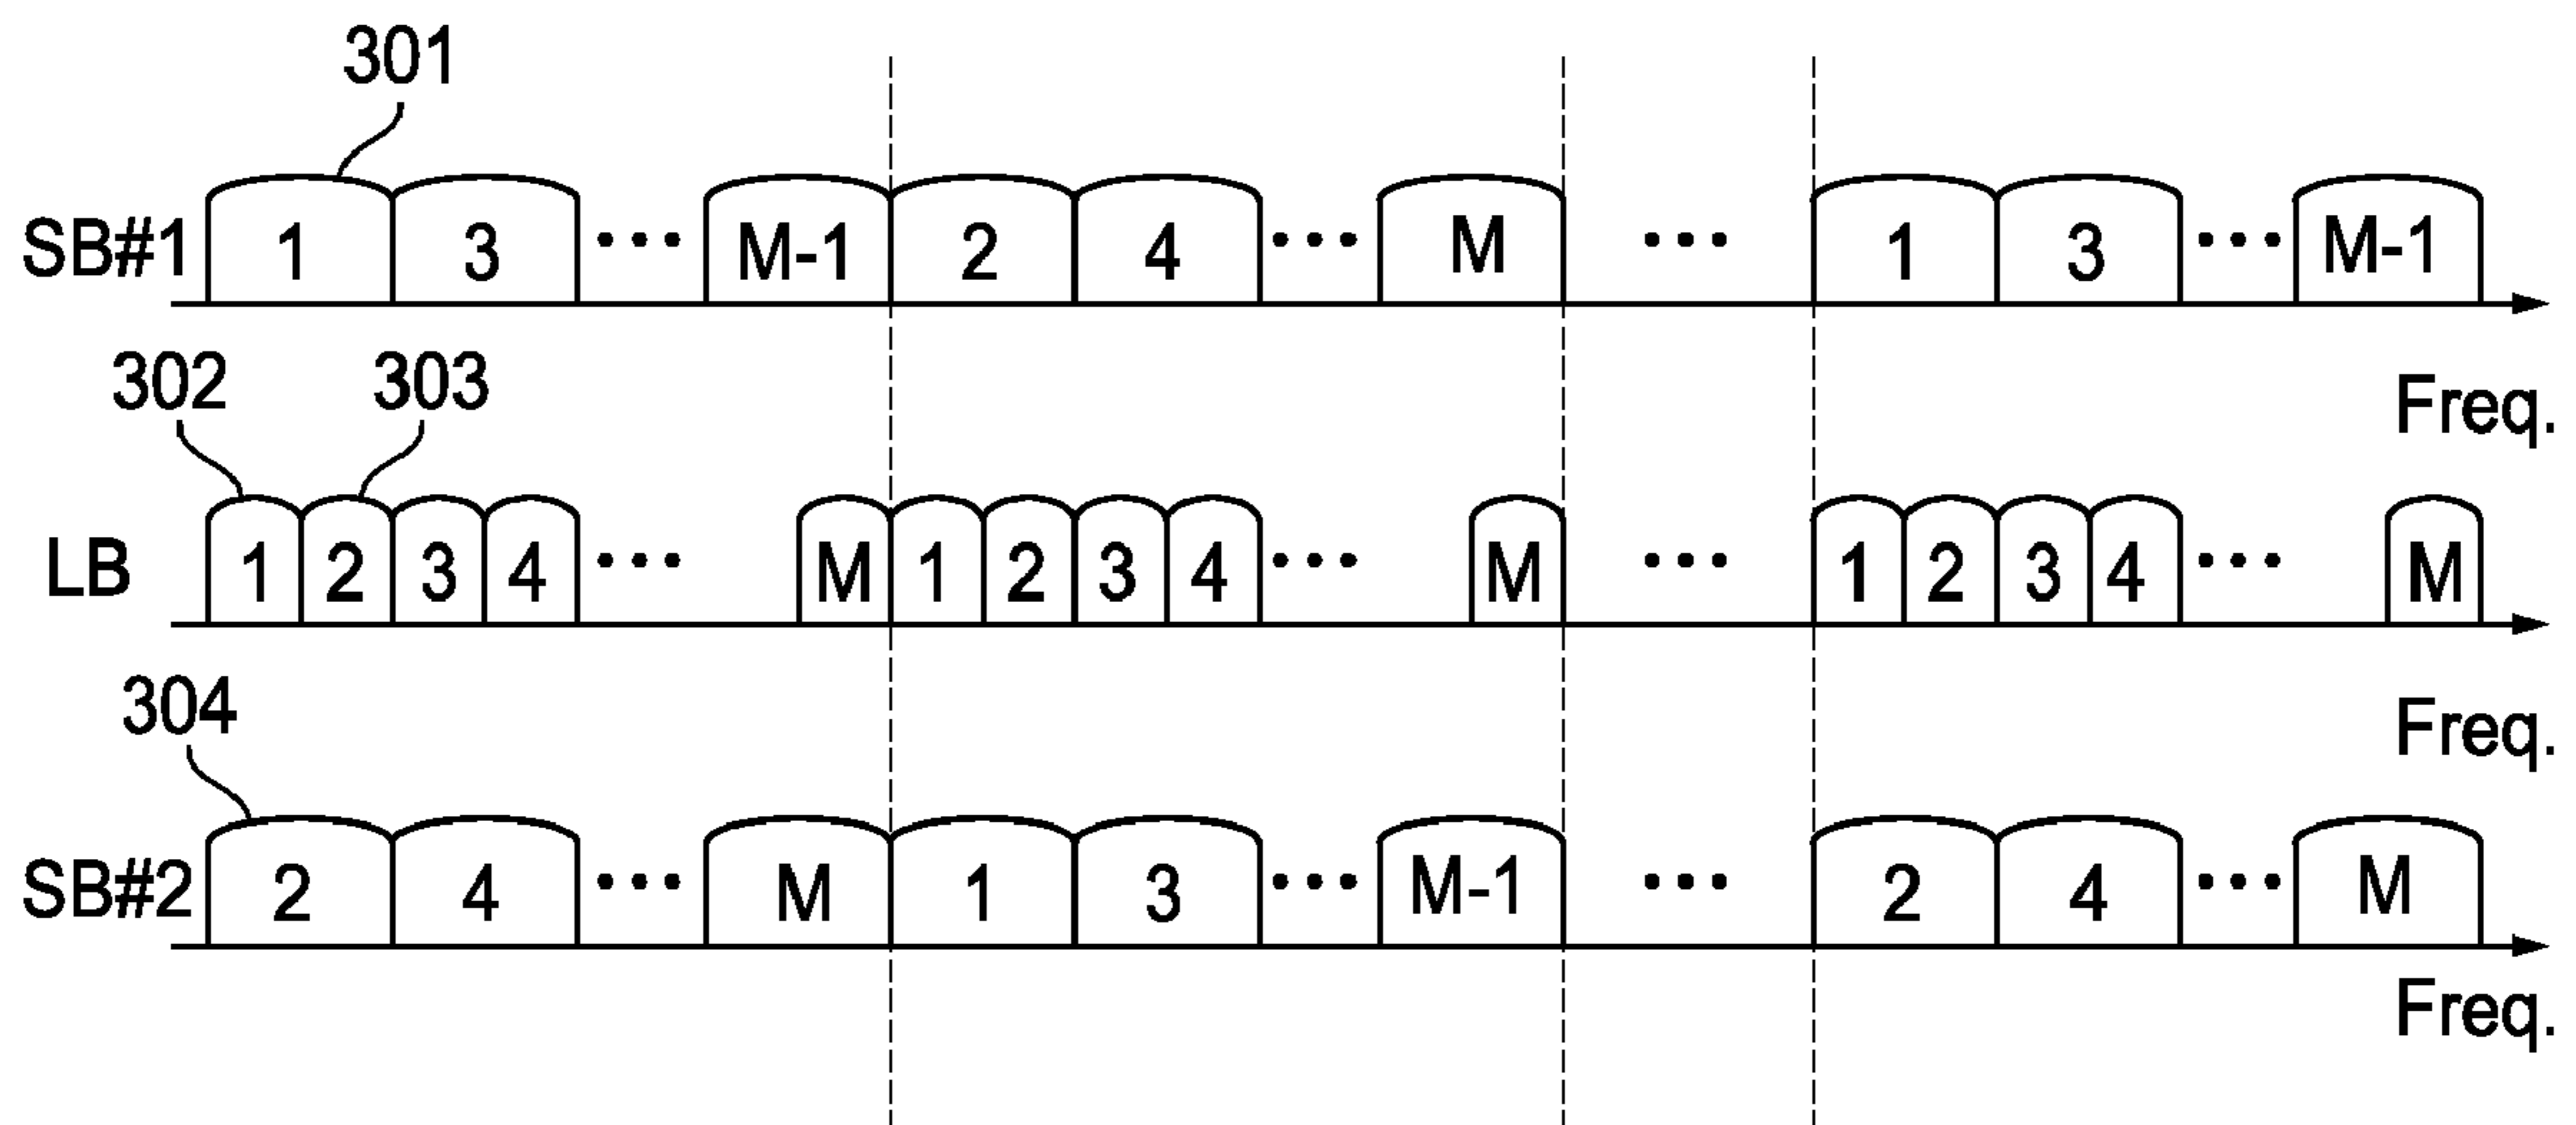 301
SB#1 1 3 ••• M-1 2 4 ••• M ••• 1 3 ••• M-1
Freq.
302 303
LB 1 2 3 4 ••• M 1 2 3 4 ••• M ••• 1 2 3 4 ••• M
Freq.
304
SB#2 2 4 ••• M 1 3 ••• M-1 ••• 2 4 ••• M
Freq.